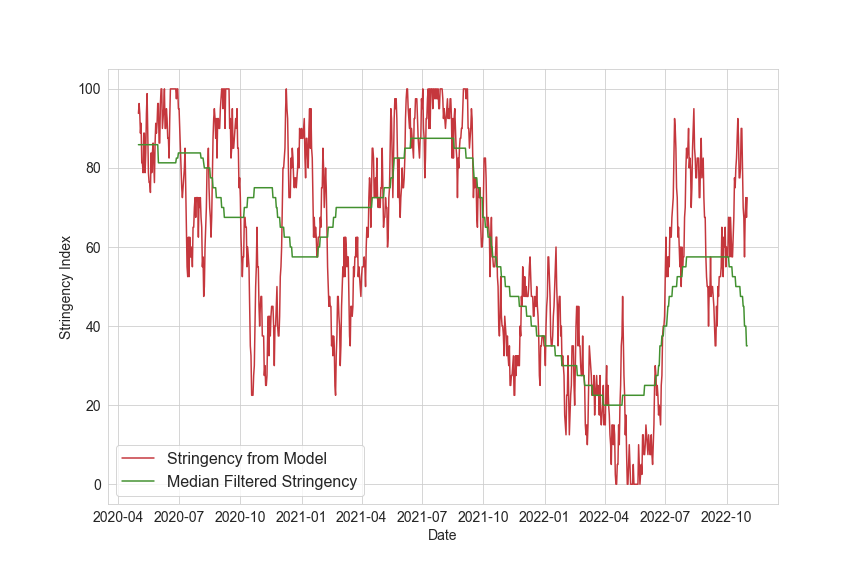 100
80
60
40
20
0
Stringency Index
Stringency from Model
Median Filtered Stringency
2020-04 2020-07 2020-10 2021-01 2021-04 2021-07 2021-10 2022-01 2022-04 2022-07 2022-10
Date